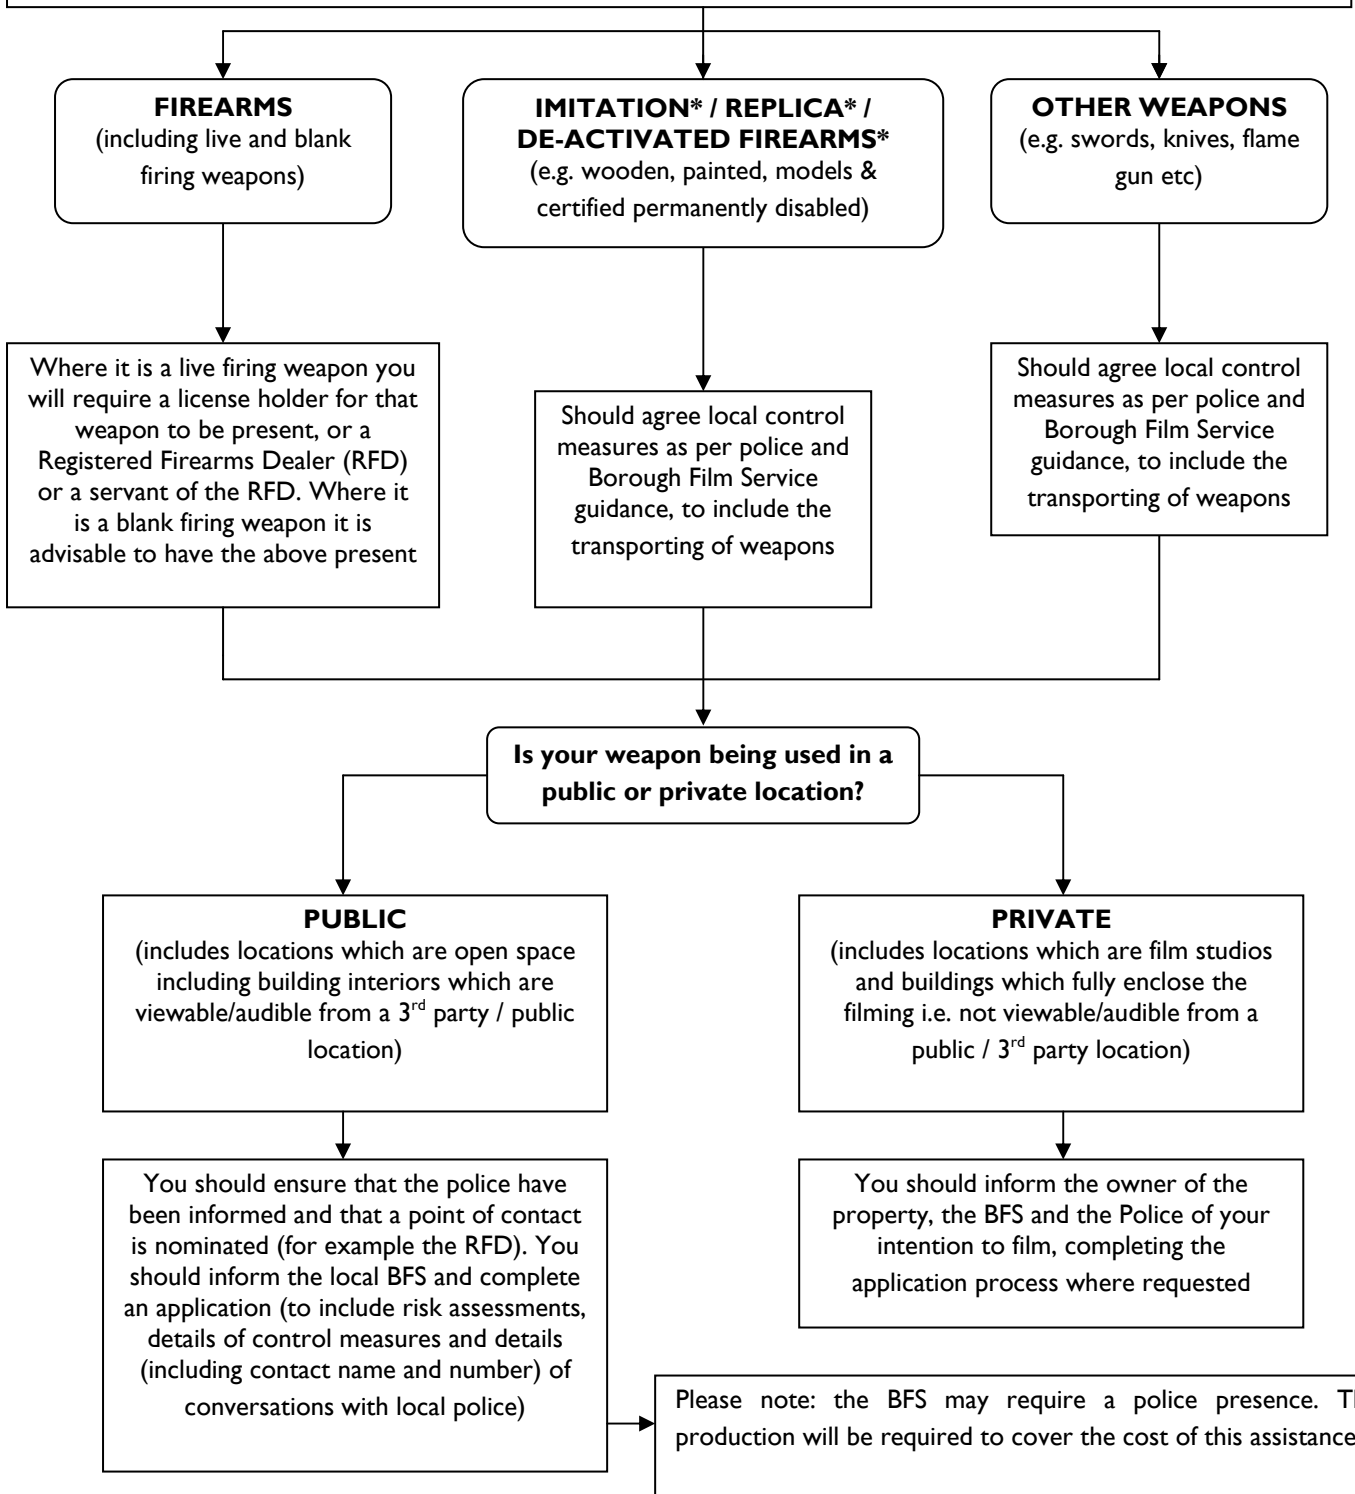 FIREARMS
(including live and blank
firing weapons)
IMITATION* / REPLICA* /
DE-ACTIVATED FIREARMS*
(e.g. wooden, painted, models &
certified permanently disabled)
OTHER WEAPONS
(e.g. swords, knives, flame
gun etc)
Where it is a live firing weapon you
will require a license holder for that
weapon to be present, or a
Registered Firearms Dealer (RFD)
or a servant of the RFD. Where it
is a blank firing weapon it is
advisable to have the above present
Should agree local control
measures as per police and
Borough Film Service
guidance, to include the
transporting of weapons
Should agree local control
measures as per police and
Borough Film Service
guidance, to include the
transporting of weapons
Is your weapon being used in a
public or private location?
PUBLIC
(includes locations which are open space
including building interiors which are
viewable/audible from a 3rd party / public
location)
PRIVATE
(includes locations which are film studios
and buildings which fully enclose the
filming i.e. not viewable/audible from a
public / 3rd party location)
You should ensure that the police have
been informed and that a point of contact
is nominated (for example the RFD). You
should inform the local BFS and complete
an application (to include risk assessments,
details of control measures and details
(including contact name and number) of
conversations with local police)
You should inform the owner of the
property, the BFS and the Police of your
intention to film, completing the
application process where requested
Please note: the BFS may require a police presence.
production will be required to cover the cost of this assistance